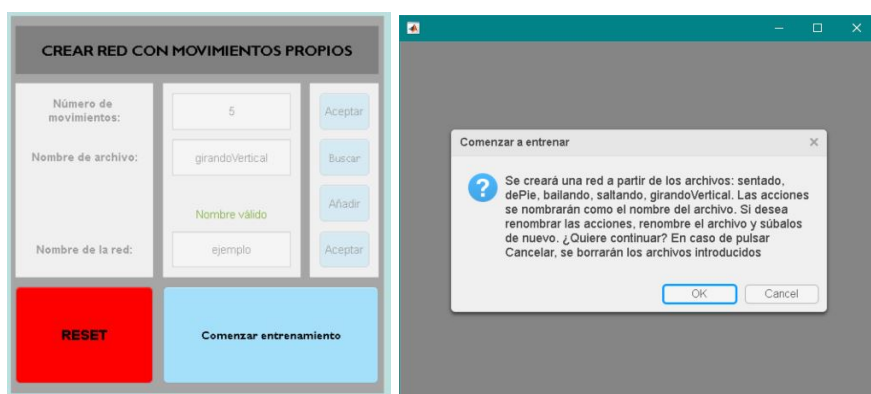 CREAR RED CON MOVIMIENTOS PROPIOS
Número de
movimientos:
5
Aceptar
Nombre de archivo:
girandoVertical
Buscar
Nombre válido
Añadir
Nombre de la red:
ejemplo
Aceptar
RESET
Comenzar entrenamiento
Comenzar a entrenar
Se creará una red a partir de los archivos: sentado,
dePie, bailando, saltando, girandoVertical. Las acciones
se nombrarán como el nombre del archivo. Si desea
renombrar las acciones, renombre el archivo y súbalos
de nuevo. ¿Quiere continuar? En caso de pulsar
Cancelar, se borrarán los archivos introducidos
OK
Cancel